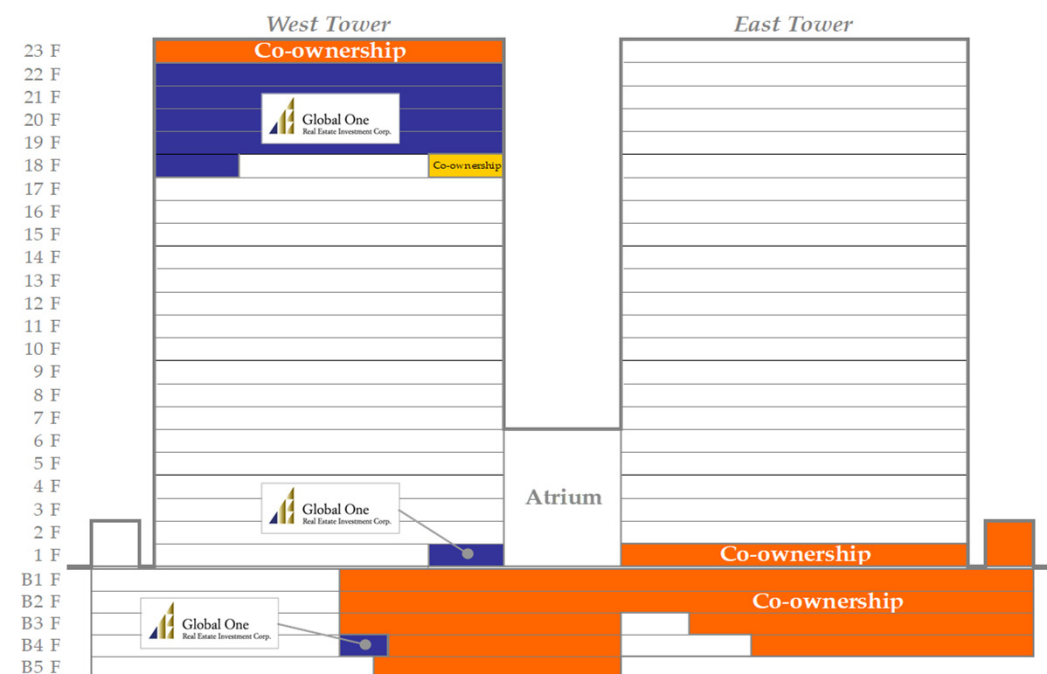 West Tower East Tower
23 F Co-ownership
22 F
21 F
20 F Global One
Real Estate Investment Corp.
19 F
18 F Co-ownership
17 F
16 F
15 F
14 F
13 F
12 F
11 F
10 F
9 F
8 F
7 F
6 F
5 F
4 F
Atrium
3 F Global One
Real Estate Investment Corp.
2 F
1 F Co-ownership
B1 F
B2 F Co-ownership
B3 F Global One
Real Estate Investment Corp.
B4 F
B5 F